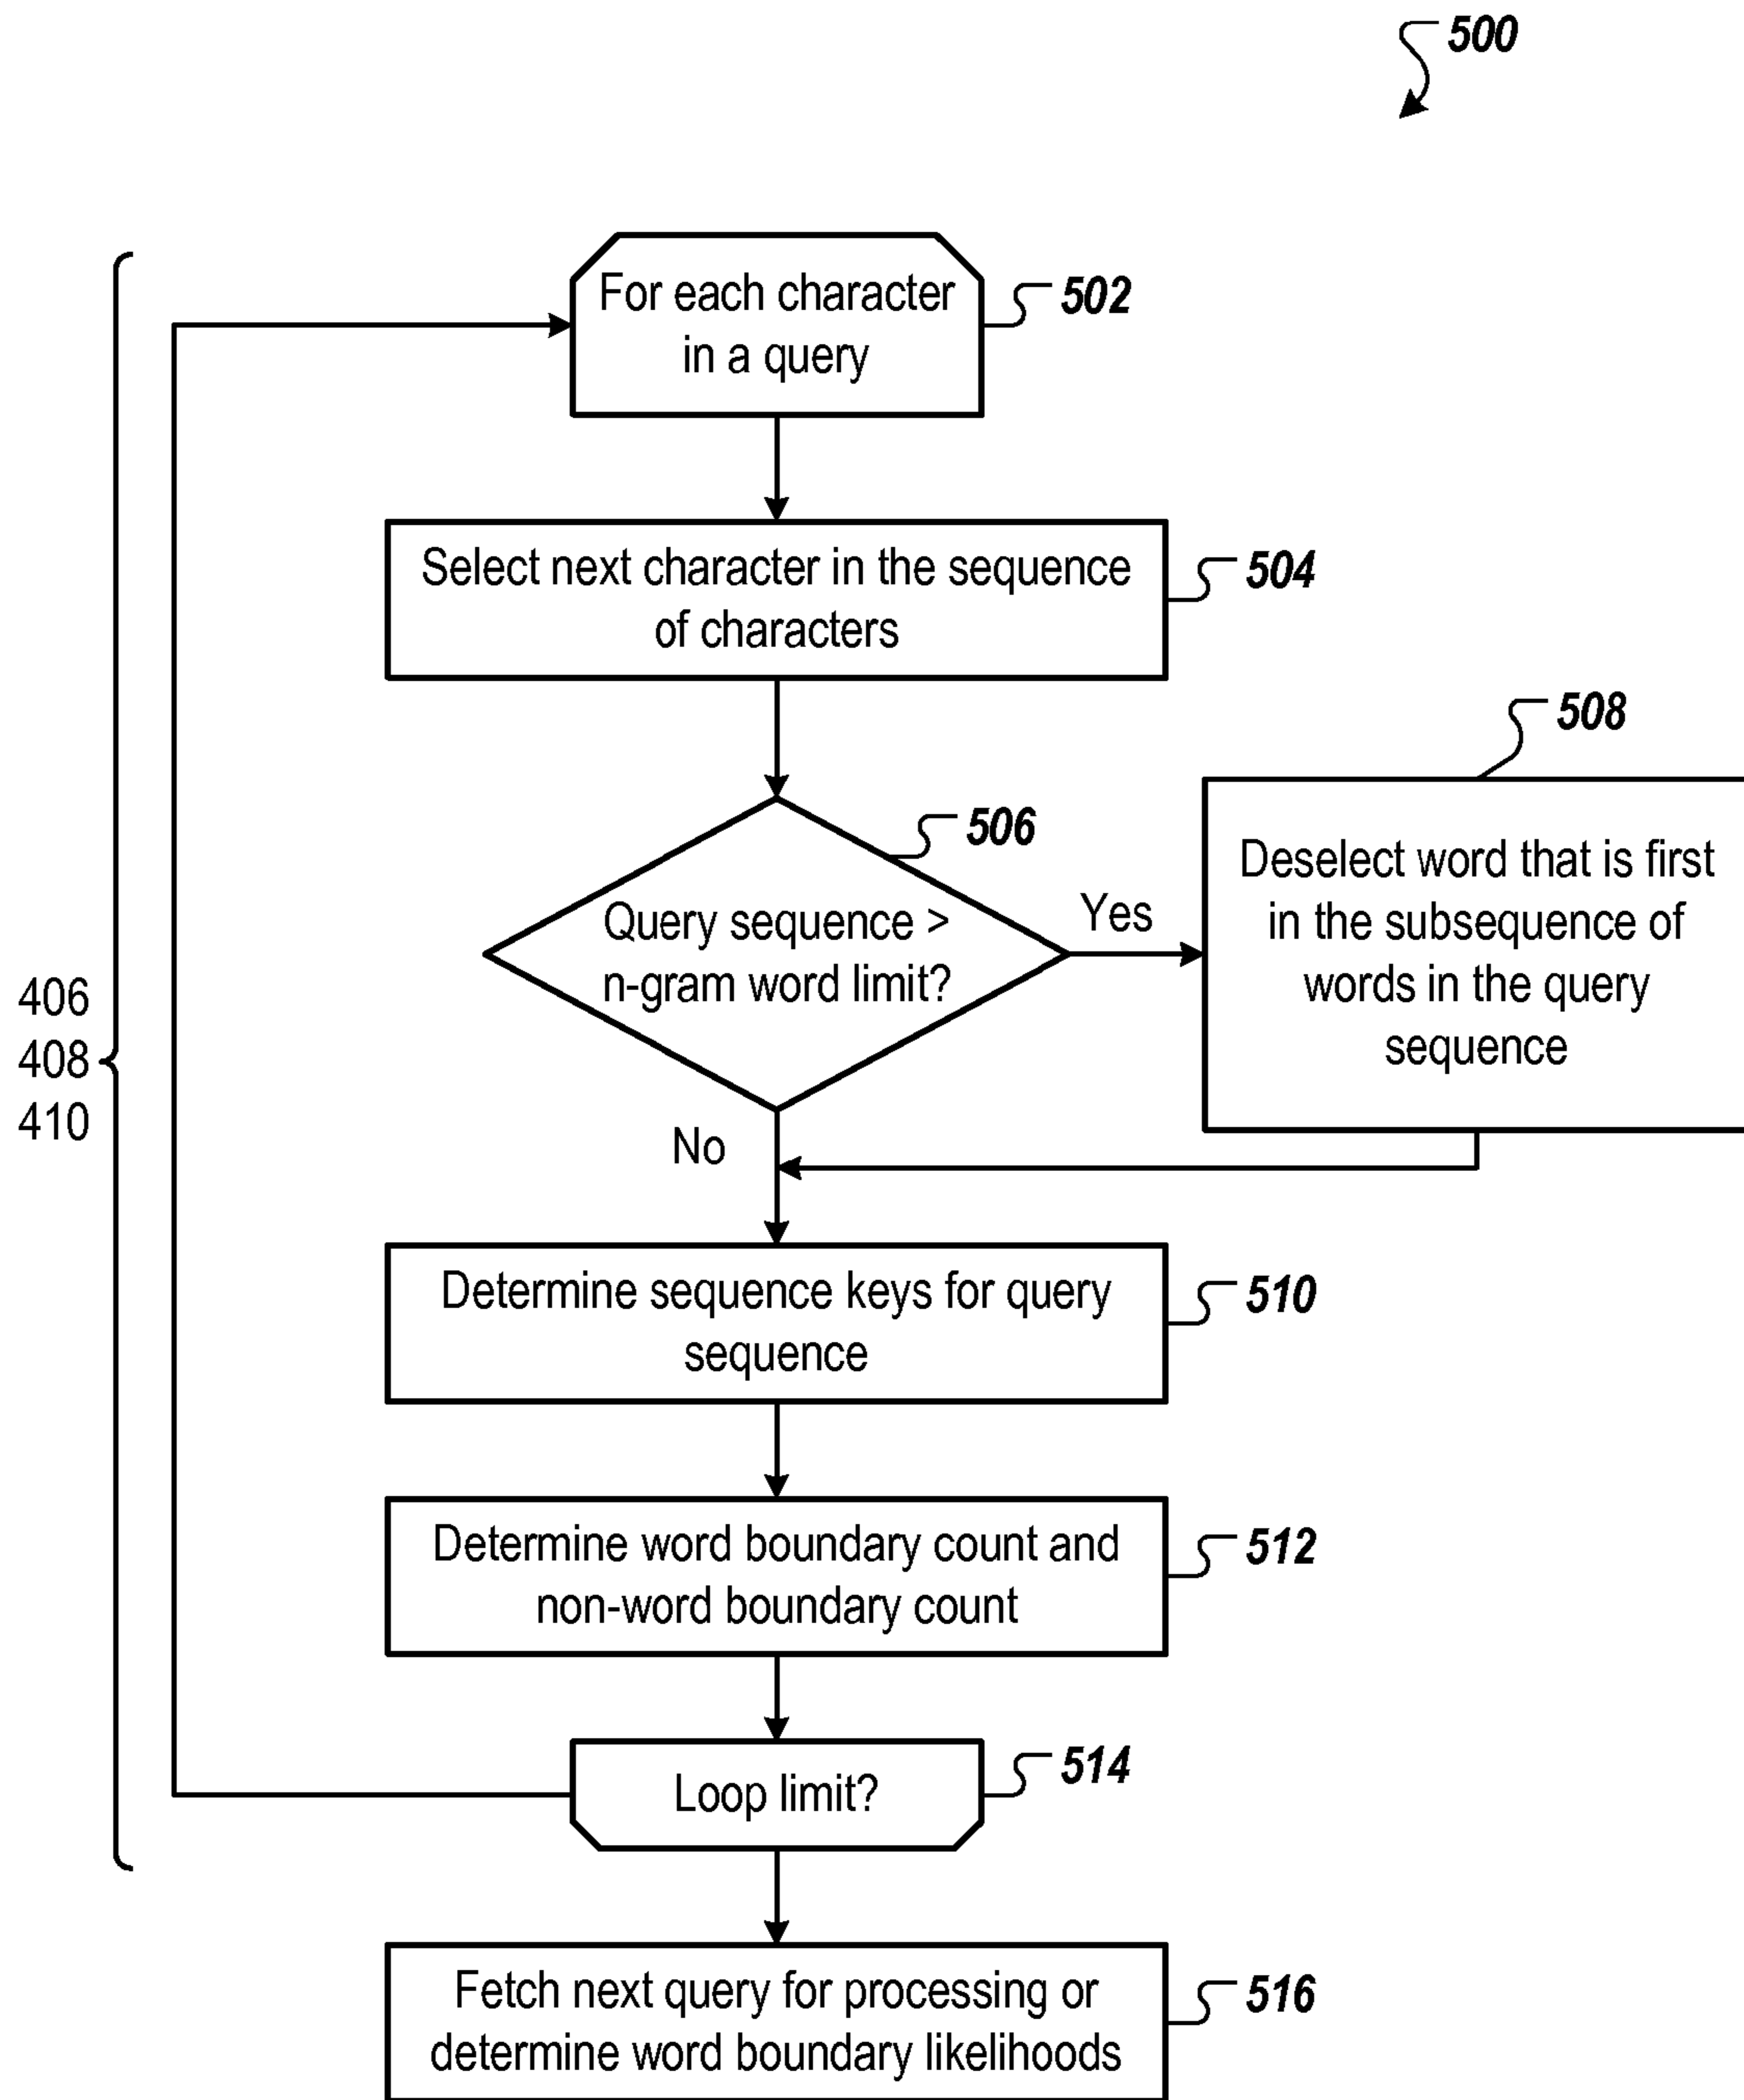 500
For each character
in a query
502
Select next character in the sequence
of characters
504
508
506
Query sequence >
n-gram word limit?
Yes
Deselect word that is first
in the subsequence of
words in the query
sequence
406
408
410
No
Determine sequence keys for query
sequence
510
Determine word boundary count and
non-word boundary count
512
Loop limit?
514
Fetch next query for processing or
determine word boundary likelihoods
516